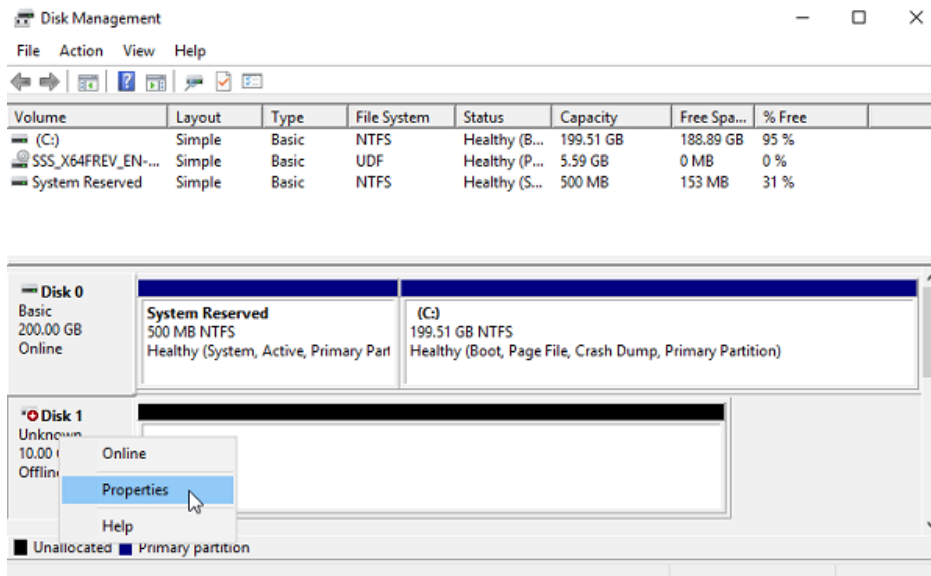 Disk Management
File Action View Help
Volume Layout Type File System Status Capacity Free Spa... % Free
(C:) Simple Basic NTFS Healthy (B... 199.51 GB 188.89 GB 95 %
SSS_X64FREV_EN-... Simple Basic UDF Healthy (P... 5.59 GB 0 MB 0 %
System Reserved Simple Basic NTFS Healthy (S... 500 MB 153 MB 31 %
Disk 0
Basic
200.00 GB
Online
System Reserved
500 MB NTFS
Healthy (System, Active, Primary Part
(C:)
199.51 GB NTFS
Healthy (Boot, Page File, Crash Dump, Primary Partition)
Disk 1
Unknown
10.00
Offline
Online
Properties
Help
Unallocated Primary partition